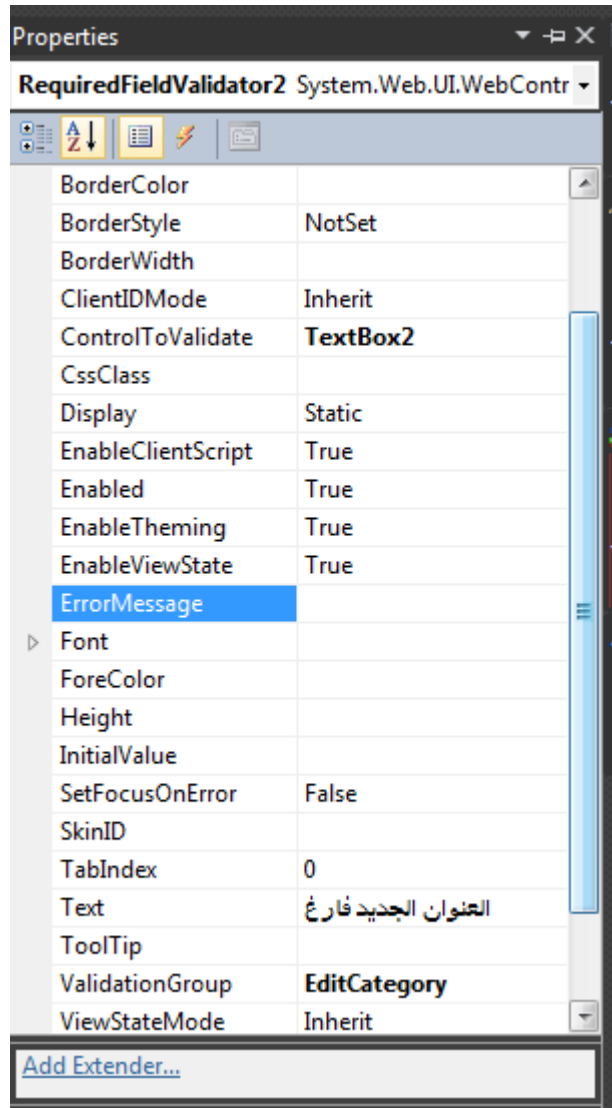 Properties
RequiredFieldValidator2 System.Web.UI.WebContr
BorderColor
BorderStyle NotSet
BorderWidth
ClientIDMode Inherit
ControlToValidate TextBox2
CssClass
Display Static
EnableClientScript True
Enabled True
EnableTheming True
EnableViewState True
ErrorMessage
Font
ForeColor
Height
InitialValue
SetFocusOnError False
SkinID
TabIndex 0
Text العنوان الجديد فارغ
ToolTip
ValidationGroup EditCategory
ViewStateMode Inherit
Add Extender...